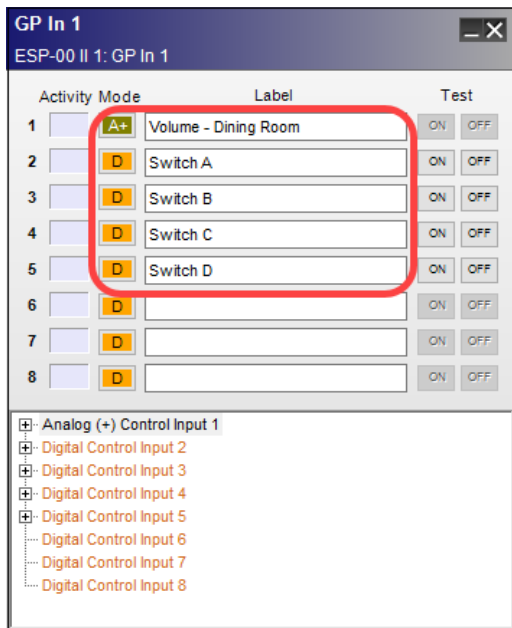 GP In 1
ESP-00 II 1: GP In 1
Activity Mode Label Test
1 A+ Volume - Dining Room ON OFF
2 D Switch A ON OFF
3 D Switch B ON OFF
4 D Switch C ON OFF
5 D Switch D ON OFF
6 D ON OFF
7 D ON OFF
8 D ON OFF
Analog (+) Control Input 1
Digital Control Input 2
Digital Control Input 3
Digital Control Input 4
Digital Control Input 5
Digital Control Input 6
Digital Control Input 7
Digital Control Input 8